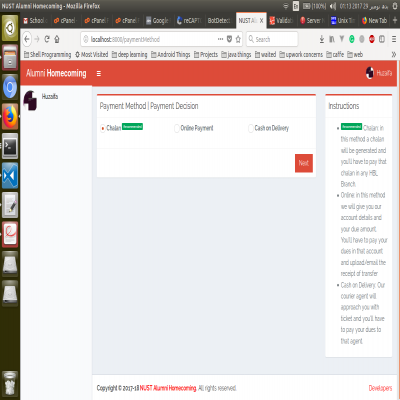 NUST Alumni Homecoming - Mozilla Firefox
(100%) 01:13 2017 نومبر 29
School cPanel cPanel cPanel Google reCAPT BotDetect NUST AL Validat Server Unix Ti New Tab
localhost:8000/paymentMethod
Search
Shell Programming Most Visited deep learning Android Things Projects java things waited upwork concerns caffe web
Alumni Homecoming
Huzaifa
Huzaifa
Payment Method | Payment Decision
Chalan Recommended Online Payment Cash on Delivery
Next
Instructions
Recommended Chalan: In
this method a chalan
will be generated and
you'll have to pay that
chalan in any HBL
Branch.
Online: In this method
we will give you our
account details and
your due amount.
You'll have to pay your
dues in that account
and upload/email the
receipt of transfer
Cash on Delivery: Our
courier agent will
approach you with
ticket and you'll have
to pay your dues to
that agent
Copyright © 2017-18 NUST Alumni Homecoming. All rights reserved.
Developers